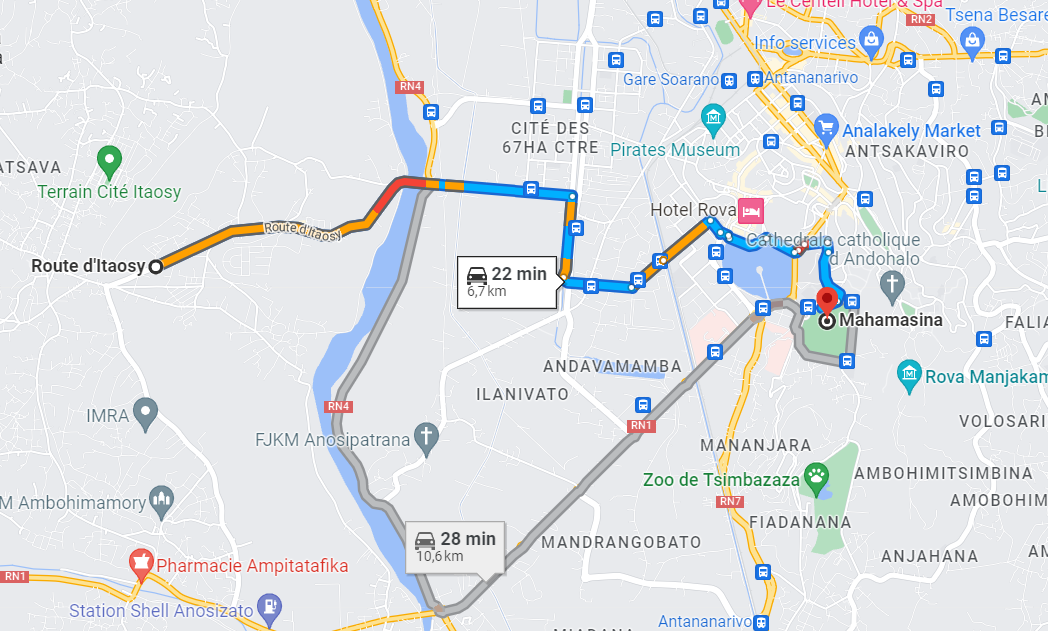 Le Centell Hotel & Spa
RN2
Tsena Besare
Info services
Gare Soarano
Antananarivo
RN4
CITÉ DES
67HA CTRE
Pirates Museum
Analakely Market
ANTSAKAVIRO
ATSAVA
Terrain Cité Itaosy
Hotel Rova
Route d'Itaosy
Cathédrale catholique
d'Andohalo
Route d'Itaosy
22 min
6,7 km
Mahamasina
FALIA
ANDAVAMAMBA
ILANIVATO
Rova Manjakam
RN4
IMRA
RN1
VOLOSARI
FJKM Anosipatrana
MANANJARA
Zoo de Tsimbazaza
AMBOHIMITSIMBINA
M Ambohimamory
RN7
AMOBOHIM
FIADANANA
28 min
10,6 km
MANDRANGOBATO
ANJAHANA
Pharmacie Ampitatafika
RN1
Station Shell Anosizato
Antananarivo